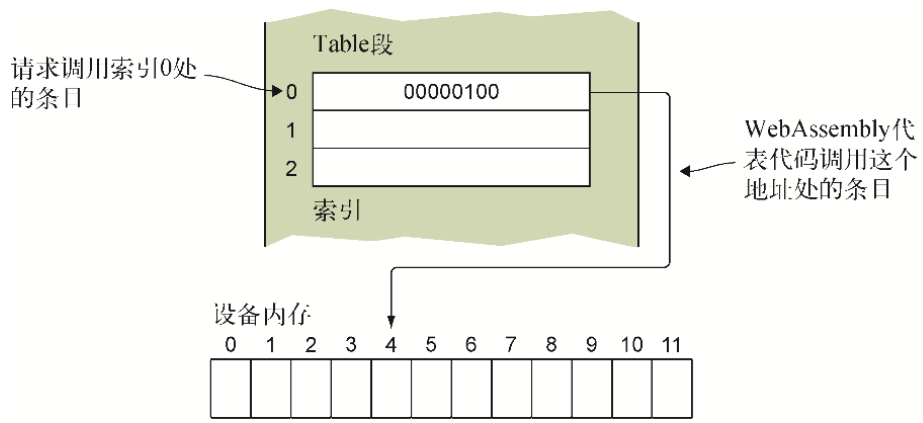 Table段
请求调用索引0处
的条目
0 00000100
1
2
索引
WebAssembly代
表代码调用这个
地址处的条目
设备内存
0 1 2 3 4 5 6 7 8 9 10 11